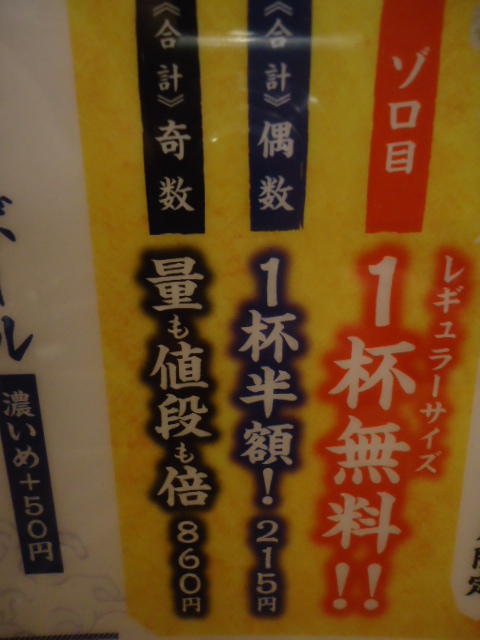 ゾロ目
レギュラーサイズ
1杯無料!!
《合計》偶数
1杯半額!215円
《合計》奇数
量も値段も倍860円
濃いめ+50円